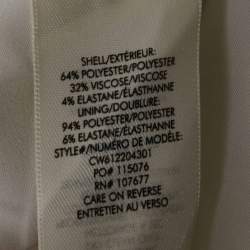 SHELL/EXTÉRIEUR:
64% POLYESTER/POLYESTER
32% VISCOSE/VISCOSE
4% ELASTANE/ÉLASTHANNE
LINING/DOUBLURE:
94% POLYESTER/POLYESTER
6% ELASTANE/ÉLASTHANNE
STYLE#/NUMÉRO DE MODÈLE:
CW612204301
PO# 115076
RN# 107677
CARE ON REVERSE
ENTRETIEN AU VERSO